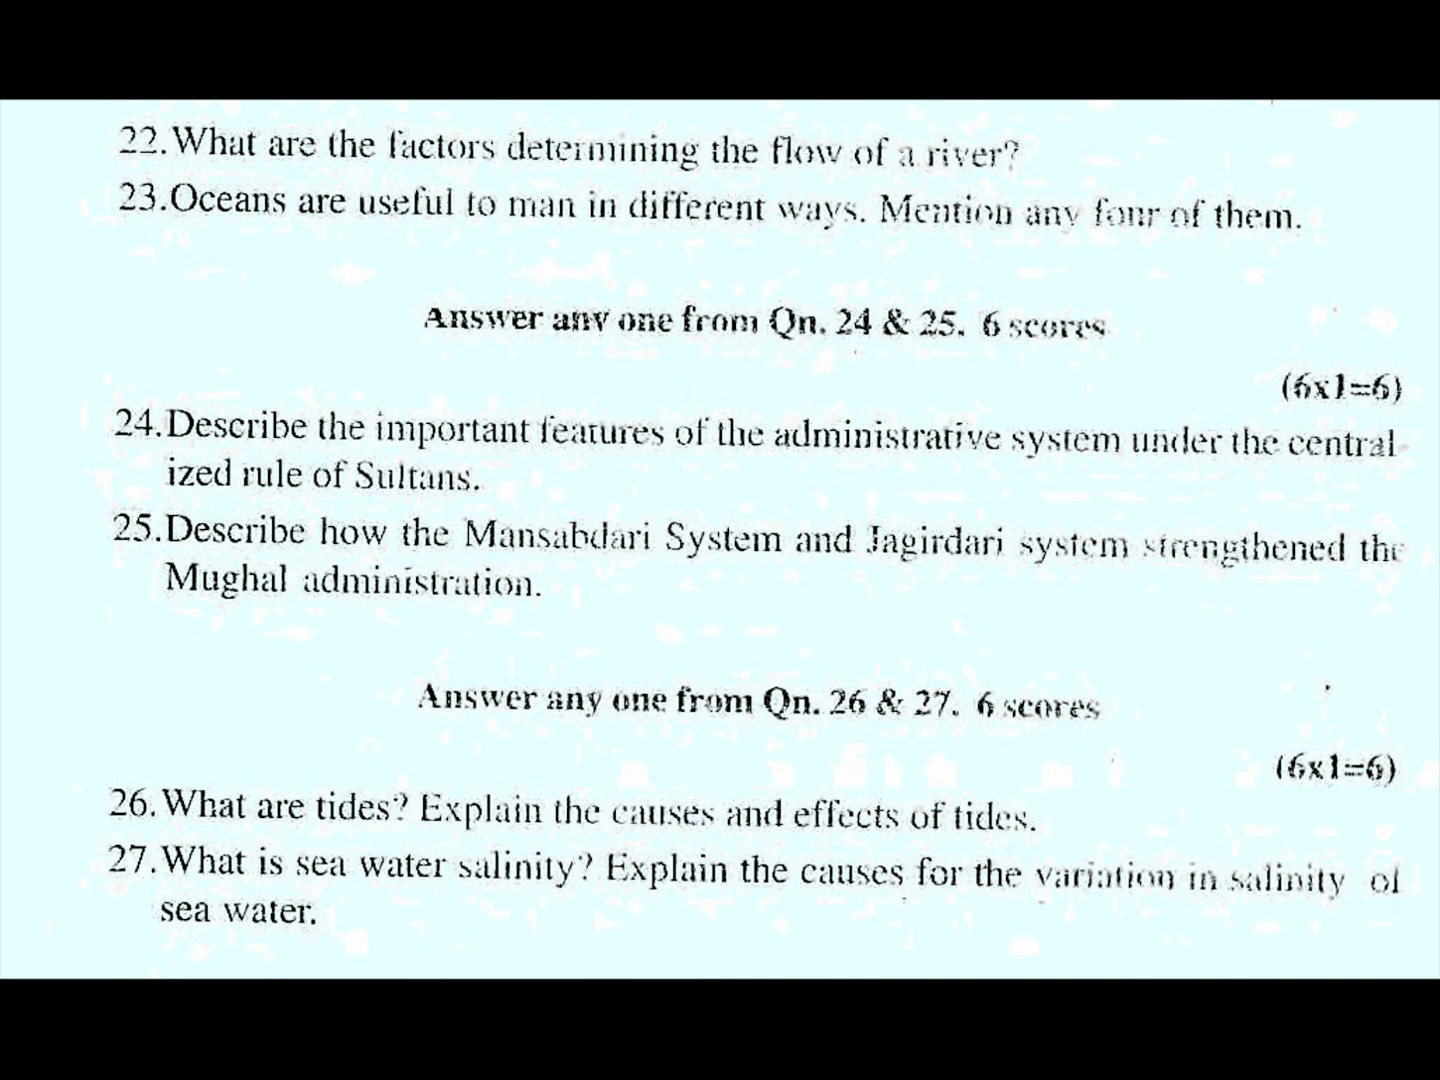 22. What are the factors determining the flow of a river?
23. Oceans are useful to man in different ways. Mention any four of them.
Answer any one from Qn. 24 & 25. 6 scores
(6x1=6)
24. Describe the important features of the administrative system under the central
ized rule of Sultans.
25. Describe how the Mansabdari System and Jagirdari system strengthened the
Mughal administration.
Answer any one from Qn. 26 & 27. 6 scores
(6x1=6)
26. What are tides? Explain the causes and effects of tides.
27. What is sea water salinity? Explain the causes for the variation in salinity of
sea water.